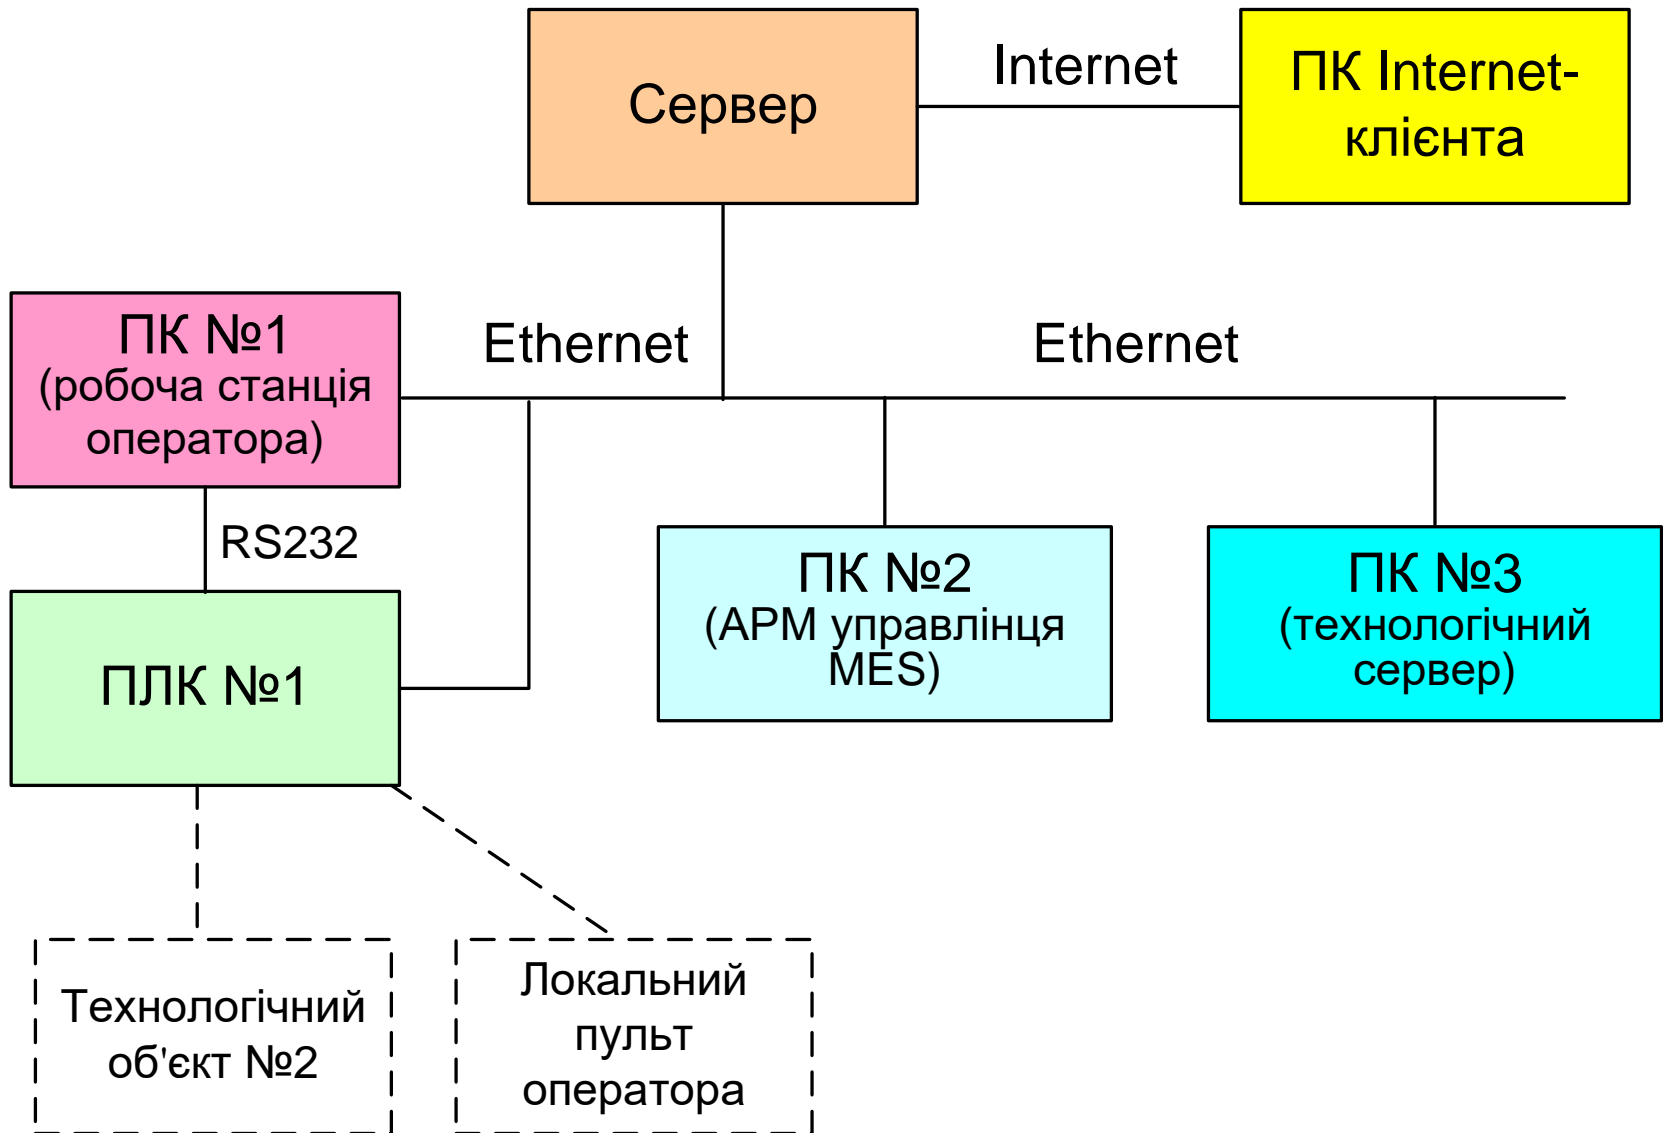 Сервер
Internet
ПК Internet-
клієнта
ПК №1
(робоча станція
оператора)
Ethernet
Ethernet
RS232
ПЛК №1
ПК №2
(АРМ управлінця
MES)
ПК №3
(технологічний
сервер)
Технологічний
об'єкт №2
Локальний
пульт
оператора